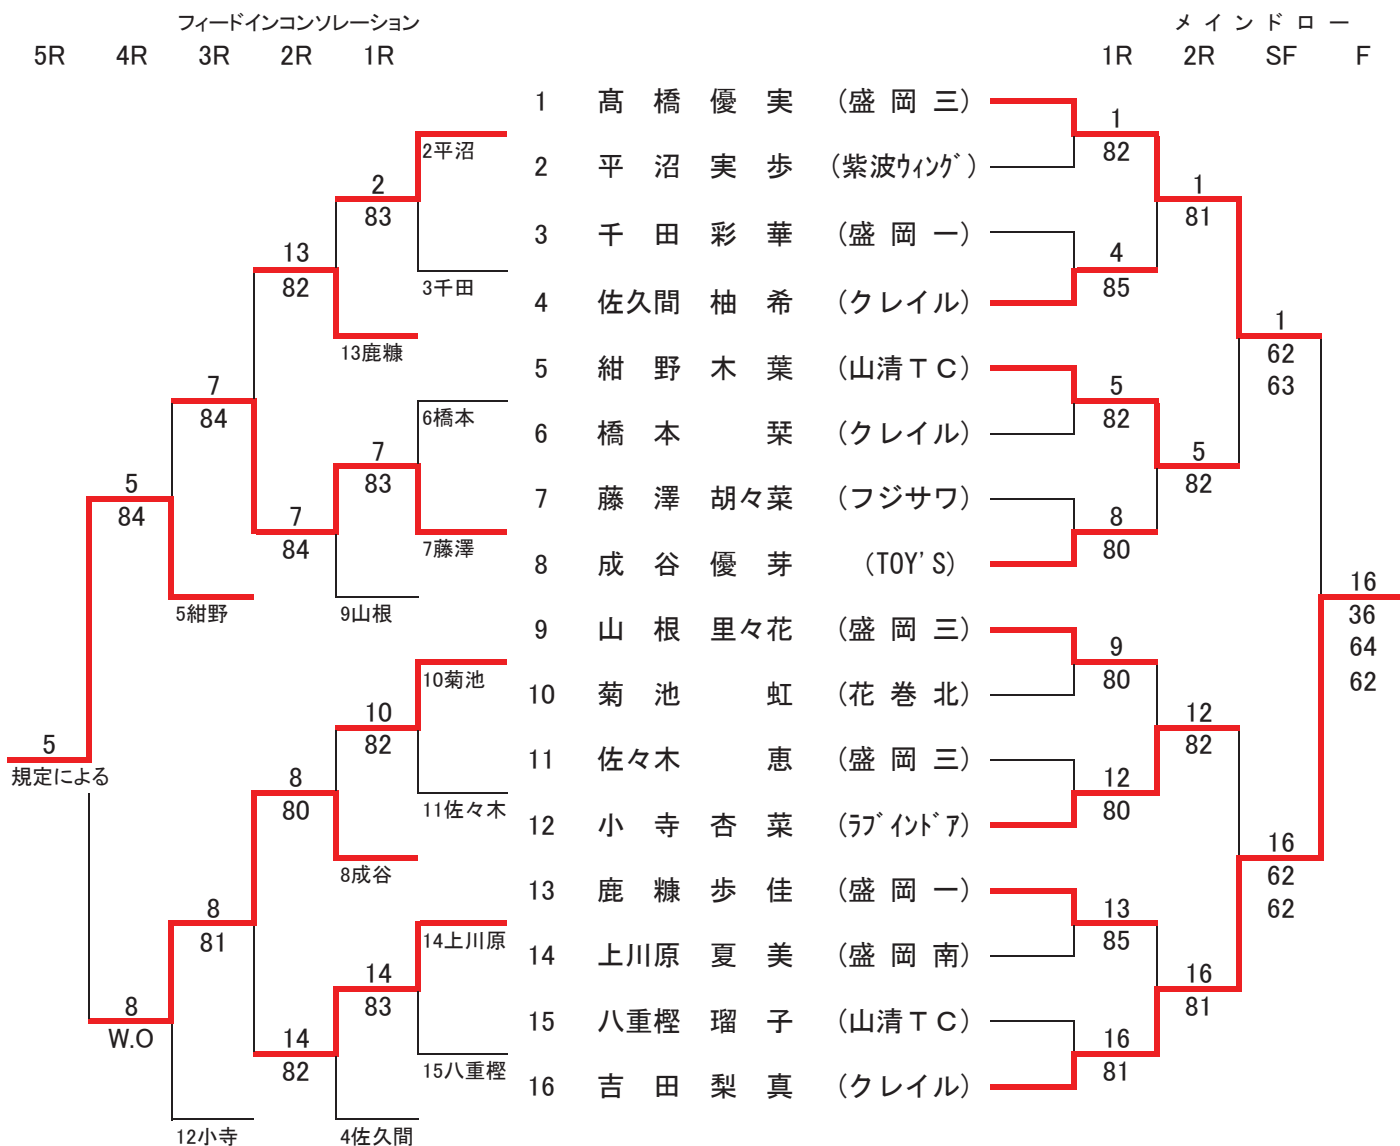 フィードインコンソレーション
メインドロー
5R 4R 3R 2R 1R
1R 2R SF F
1 髙橋優実 (盛岡三)
2 平沼実歩 (紫波ｳｨﾝｸﾞ)
3 千田彩華 (盛岡一)
4 佐久間柚希 (クレイル)
5 紺野木葉 (山清ＴＣ)
6 橋本栞 (クレイル)
7 藤澤胡々菜 (フジサワ)
8 成谷優芽 (TOY'S)
9 山根里々花 (盛岡三)
10 菊池虹 (花巻北)
11 佐々木恵 (盛岡三)
12 小寺杏菜 (ﾗﾌﾞｲﾝﾄﾞｱ)
13 鹿糠歩佳 (盛岡一)
14 上川原夏美 (盛岡南)
15 八重樫瑠子 (山清ＴＣ)
16 吉田梨真 (クレイル)
2平沼
2
83
3千田
13
82
13鹿糠
7
84
6橋本
7
83
7藤澤
7
84
9山根
5
84
5紺野
5
規定による
10菊池
10
82
11佐々木
8
80
8成谷
8
81
14上川原
14
83
15八重樫
14
82
4佐久間
8
W.O
12小寺
1
82
4
85
5
82
8
80
9
80
12
80
13
85
16
81
1
81
5
82
12
82
16
81
1
62
63
16
62
62
16
36
64
62